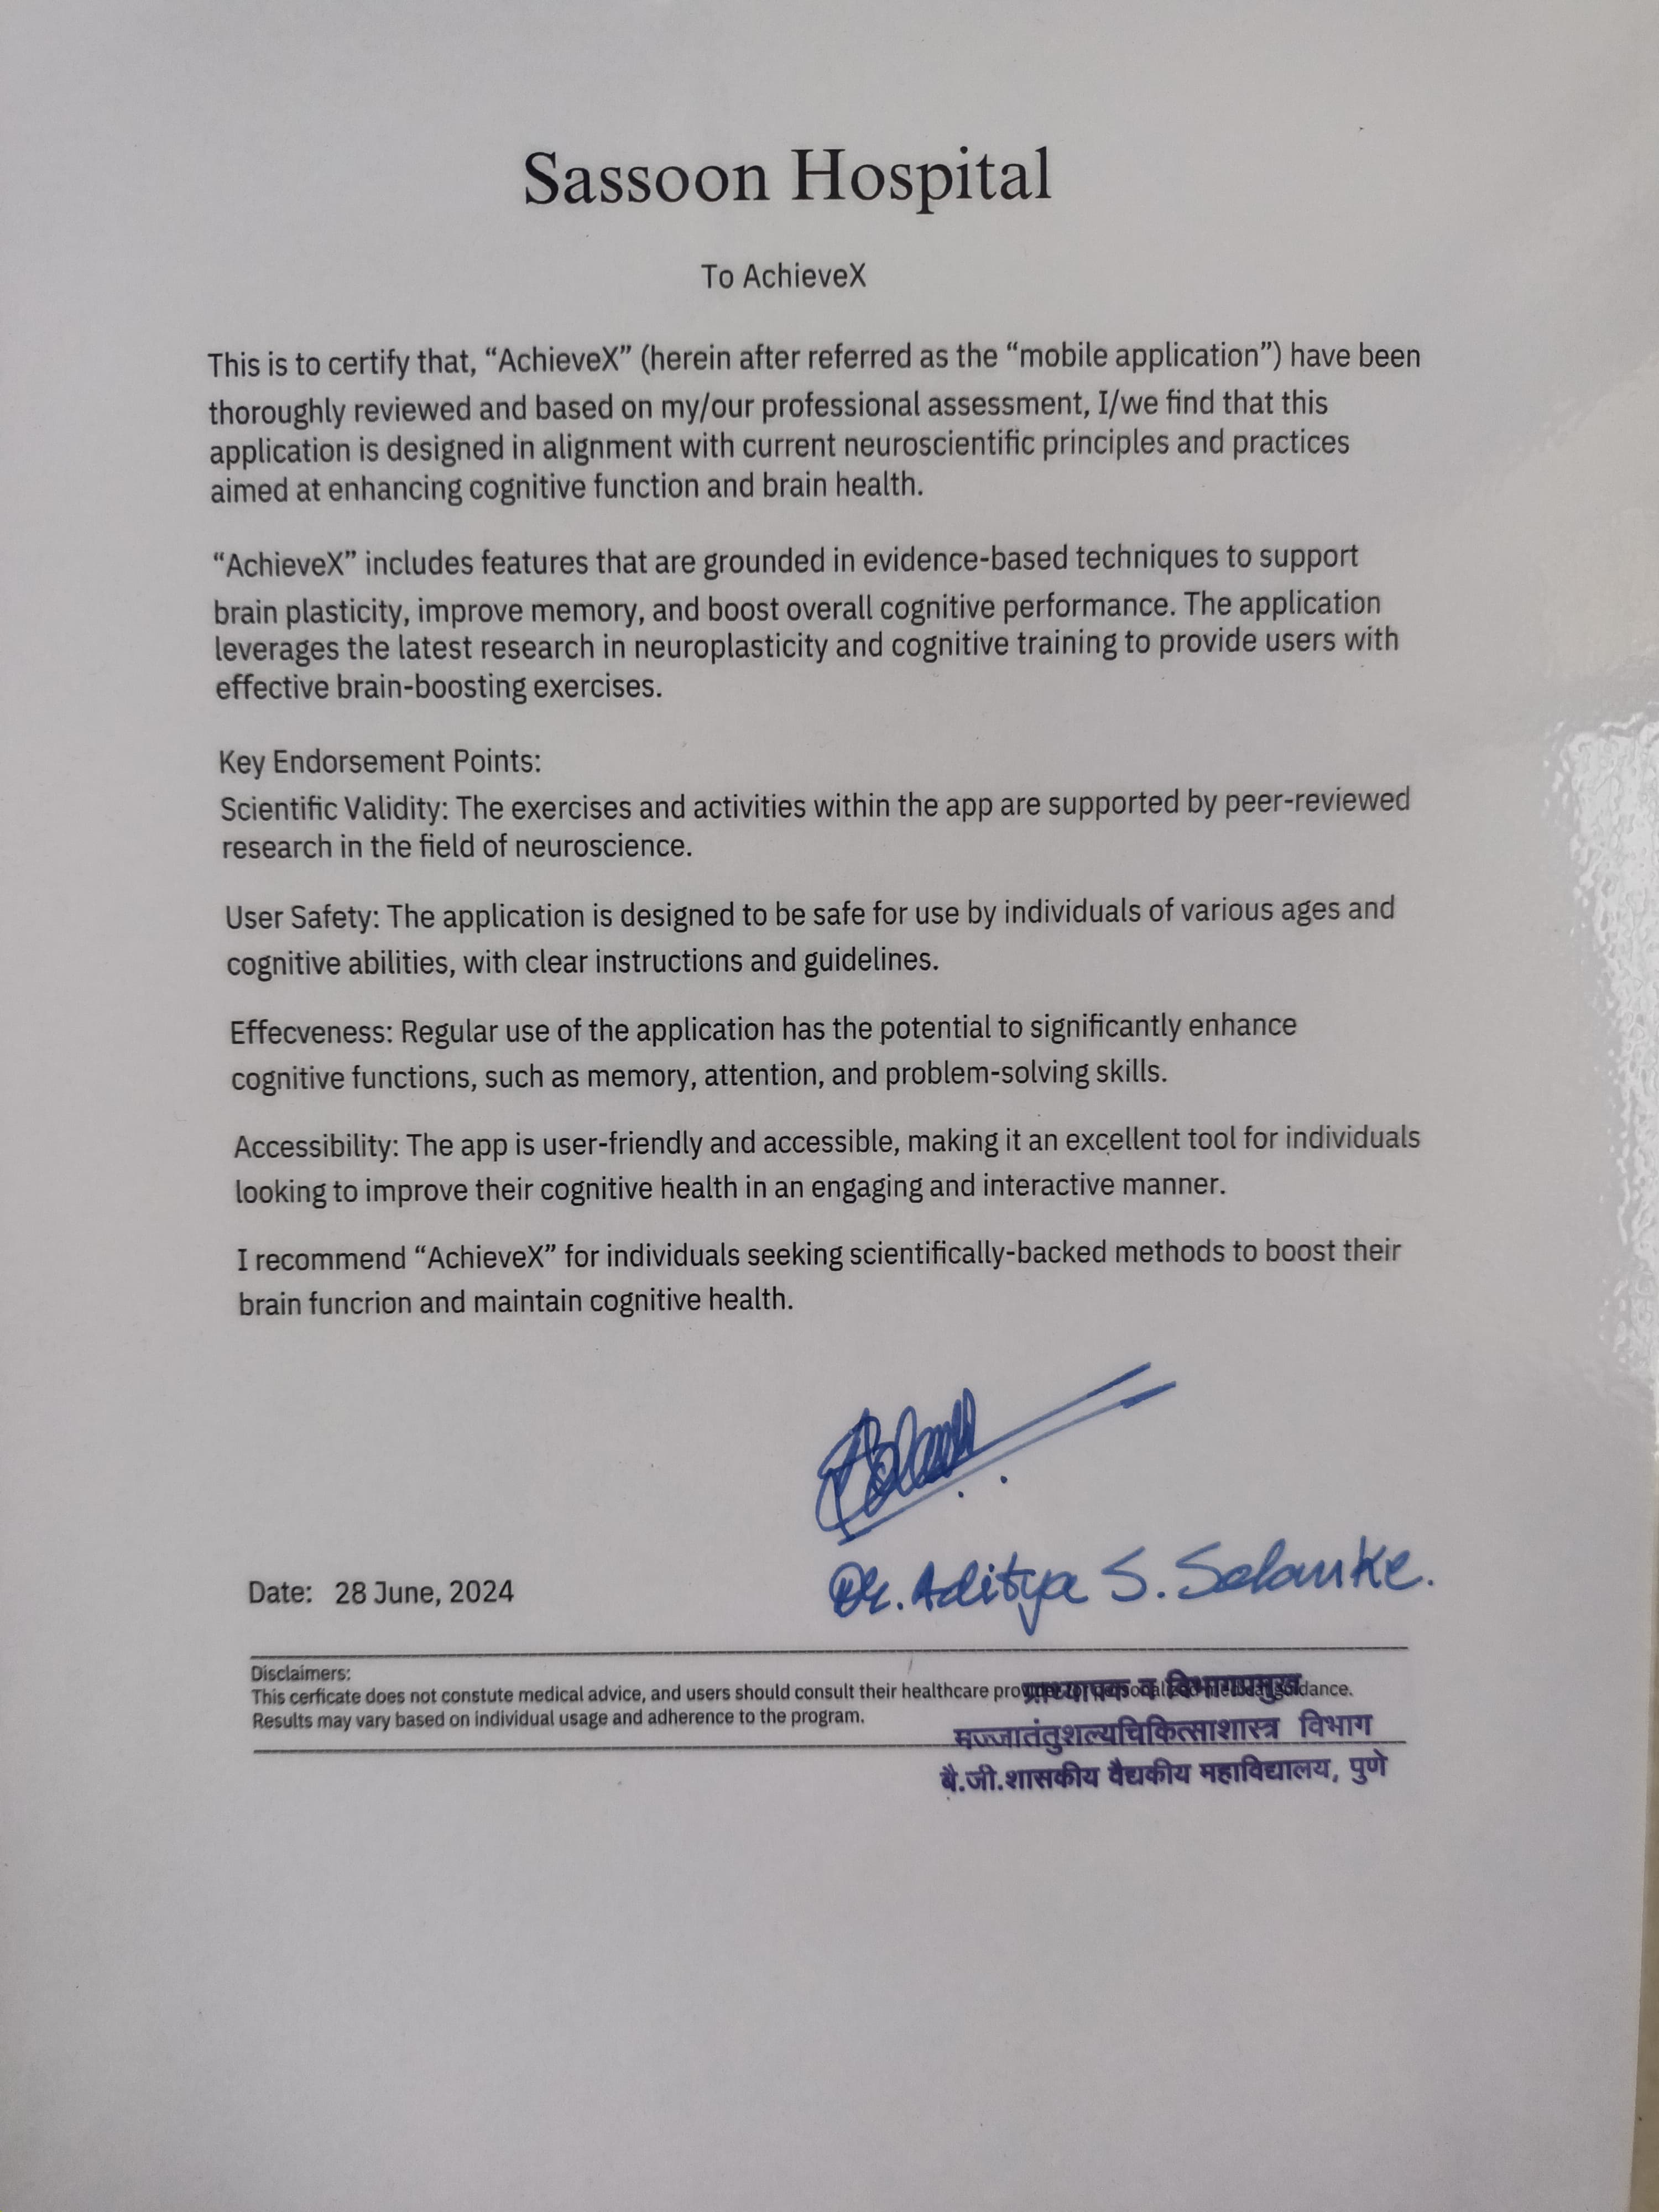 Sassoon Hospital
To AchieveX
This is to certify that, “AchieveX” (herein after referred as the “mobile application”) have been
thoroughly reviewed and based on my/our professional assessment, I/we find that this
application is designed in alignment with current neuroscientific principles and practices
aimed at enhancing cognitive function and brain health.
“AchieveX” includes features that are grounded in evidence-based techniques to support
brain plasticity, improve memory, and boost overall cognitive performance. The application
leverages the latest research in neuroplasticity and cognitive training to provide users with
effective brain-boosting exercises.
Key Endorsement Points:
Scientific Validity: The exercises and activities within the app are supported by peer-reviewed
research in the field of neuroscience.
User Safety: The application is designed to be safe for use by individuals of various ages and
cognitive abilities, with clear instructions and guidelines.
Effecveness: Regular use of the application has the potential to significantly enhance
cognitive functions, such as memory, attention, and problem-solving skills.
Accessibility: The app is user-friendly and accessible, making it an excellent tool for individuals
looking to improve their cognitive health in an engaging and interactive manner.
I recommend “AchieveX” for individuals seeking scientifically-backed methods to boost their
brain funcrion and maintain cognitive health.
Dr. Aditya S. Salunke.
Date: 28 June, 2024
Disclaimers:
This cerficate does not constute medical advice, and users should consult their healthcare
Results may vary based on individual usage and adherence to the program.
प्राध्यापक व विभागप्रमुख
मज्जातंतुशल्यचिकित्साशास्त्र विभाग
बै.जी.शासकीय वैद्यकीय महाविद्यालय, पुणे